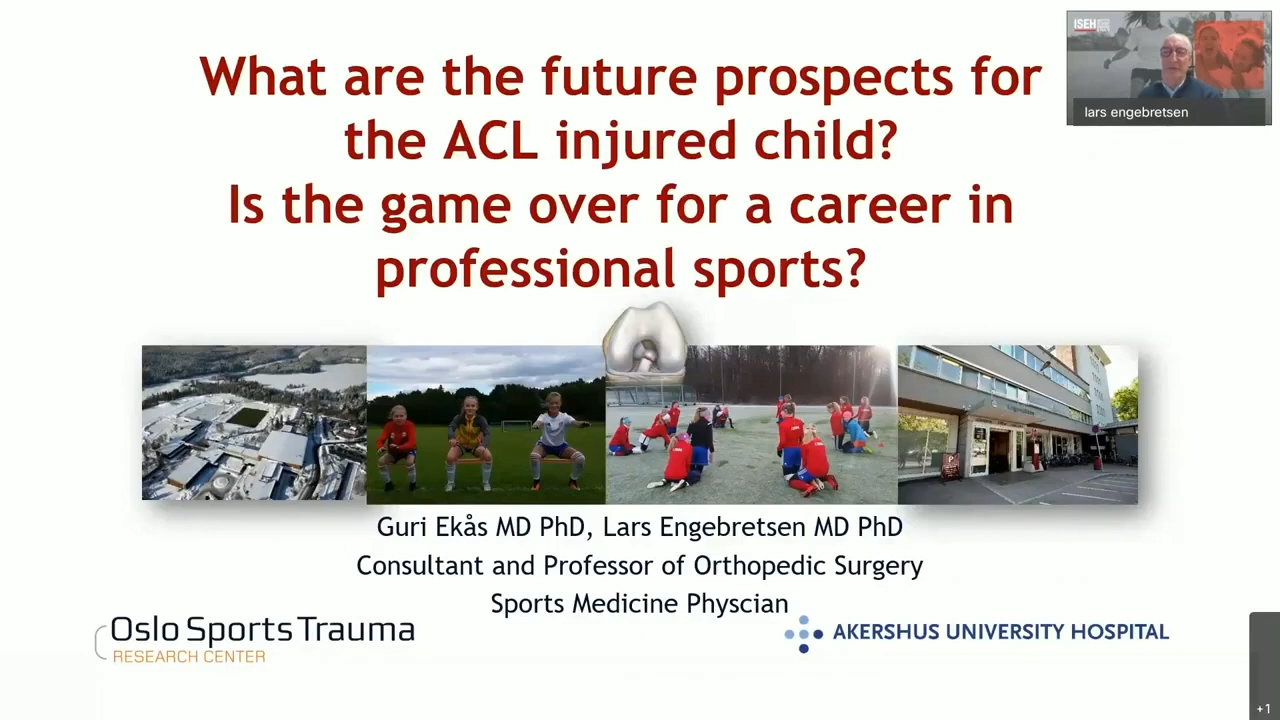 What are the future prospects for
the ACL injured child?
Is the game over for a career in
professional sports?
ISEH
lars engebretsen
Guri Ekås MD PhD, Lars Engebretsen MD PhD
Consultant and Professor of Orthopedic Surgery
Sports Medicine Physcian
Oslo Sports Trauma
RESEARCH CENTER
AKERSHUS UNIVERSITY HOSPITAL
+1